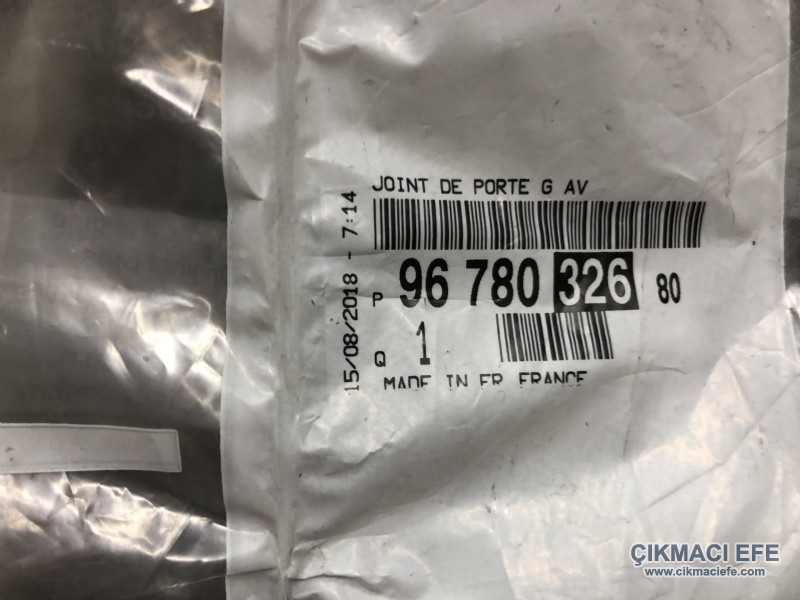 JOINT DE PORTE G AV
15/08/2018 - 7:14
P 96 780 326 80
Q 1
MADE IN FR FRANCE
ÇIKMACI EFE
www.cikmaciefe.com